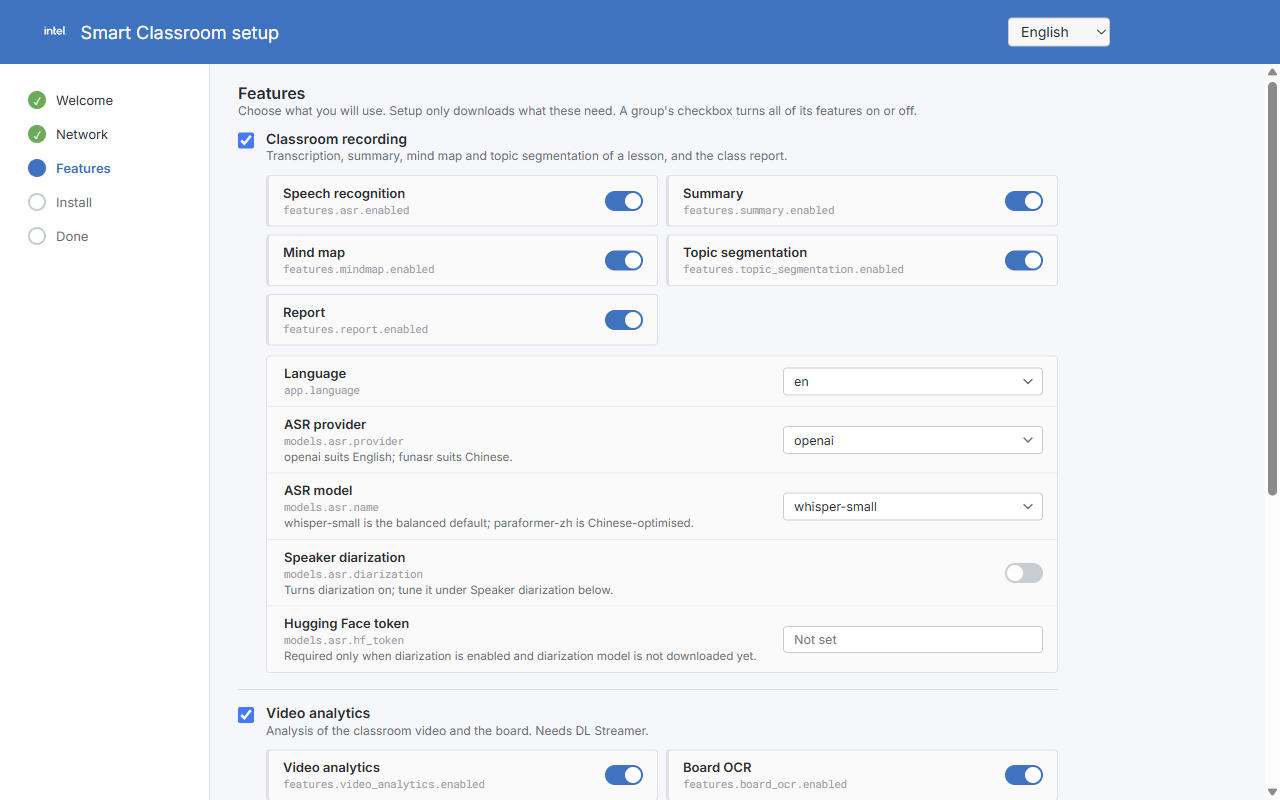 intel
Smart Classroom setup
English
Welcome
Network
Features
Install
Done
Features
Choose what you will use. Setup only downloads what these need. A group's checkbox turns all of its features on or off.
Classroom recording
Transcription, summary, mind map and topic segmentation of a lesson, and the class report.
Speech recognition
features.asr.enabled
Summary
features.summary.enabled
Mind map
features.mindmap.enabled
Topic segmentation
features.topic_segmentation.enabled
Report
features.report.enabled
Language
app.language
en
ASR provider
models.asr.provider
openai suits English; funasr suits Chinese.
openai
ASR model
models.asr.name
whisper-small is the balanced default; paraformer-zh is Chinese-optimised.
whisper-small
Speaker diarization
models.asr.diarization
Turns diarization on; tune it under Speaker diarization below.
Hugging Face token
models.asr.hf_token
Required only when diarization is enabled and diarization model is not downloaded yet.
Not set
Video analytics
Analysis of the classroom video and the board. Needs DL Streamer.
Video analytics
features.video_analytics.enabled
Board OCR
features.board_ocr.enabled